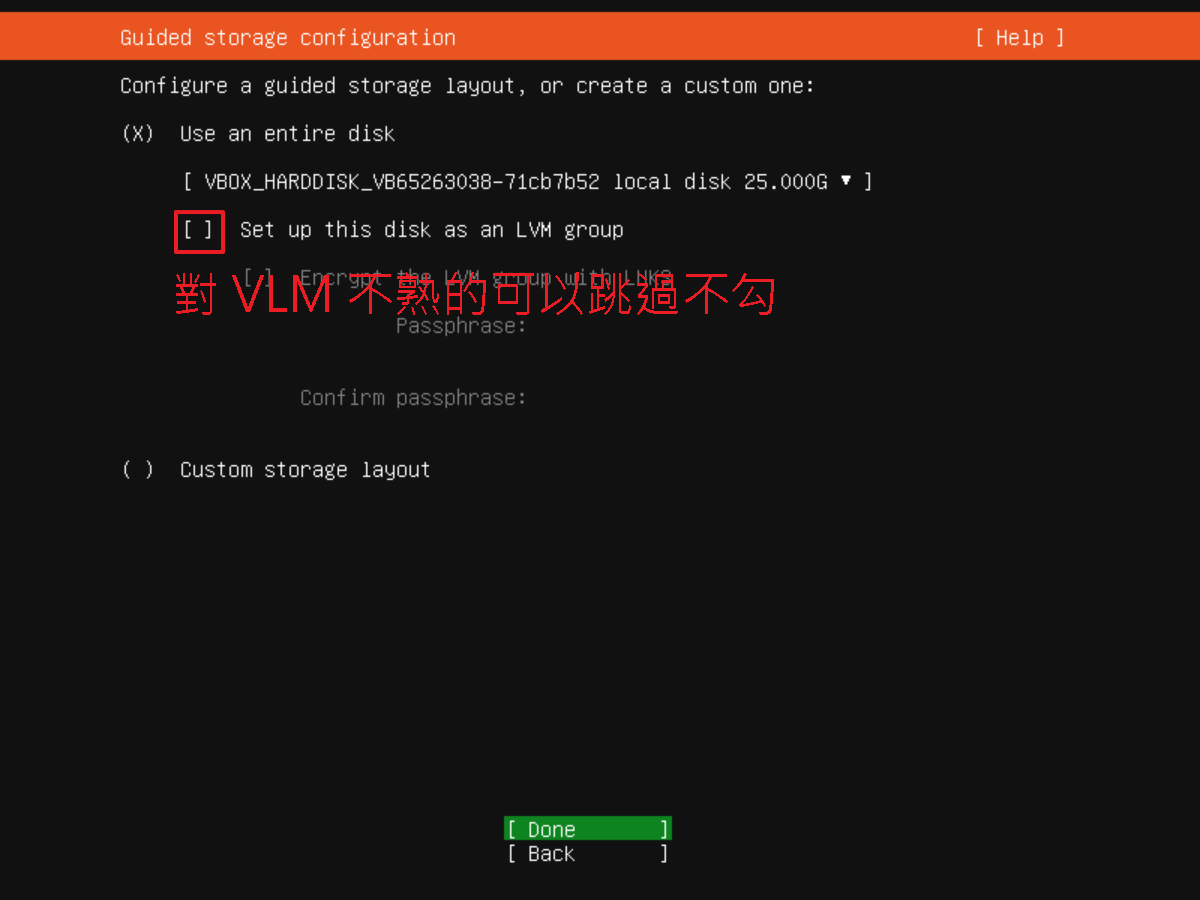 Guided storage configuration [ Help ]
Configure a guided storage layout, or create a custom one:
(X) Use an entire disk
[ VBOX_HARDDISK_VB65263038-71cb7b52 local disk 25.000G ▾ ]
[ ] Set up this disk as an LVM group
[ ] Encrypt the LVM group with LUKS
對 VLM 不熟的可以跳過不勾
Passphrase:
Confirm passphrase:
( ) Custom storage layout
[ Done ]
[ Back ]